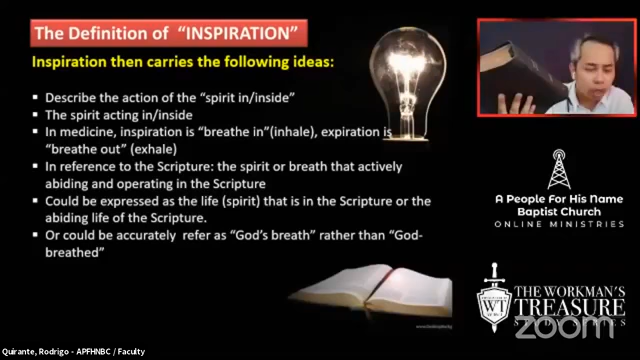 The Definition of "INSPIRATION"
Inspiration then carries the following ideas:
▪ Describe the action of the "spirit in/inside"
▪ The spirit acting in/inside
▪ In medicine, inspiration is "breathe in"(inhale), expiration is
"breathe out" (exhale)
▪ In reference to the Scripture: the spirit or breath that actively
abiding and operating in the Scripture
▪ Could be expressed as the life (spirit) that is in the Scripture or the
abiding life of the Scripture.
▪ Or could be accurately refer as "God's breath" rather than "God-
breathed"
A People For His Name
Baptist Church
ONLINE MINISTRIES
WT
THE WORKMAN'S
TREASURE
zoom
Quirante, Rodrigo - APFHNBC / Faculty